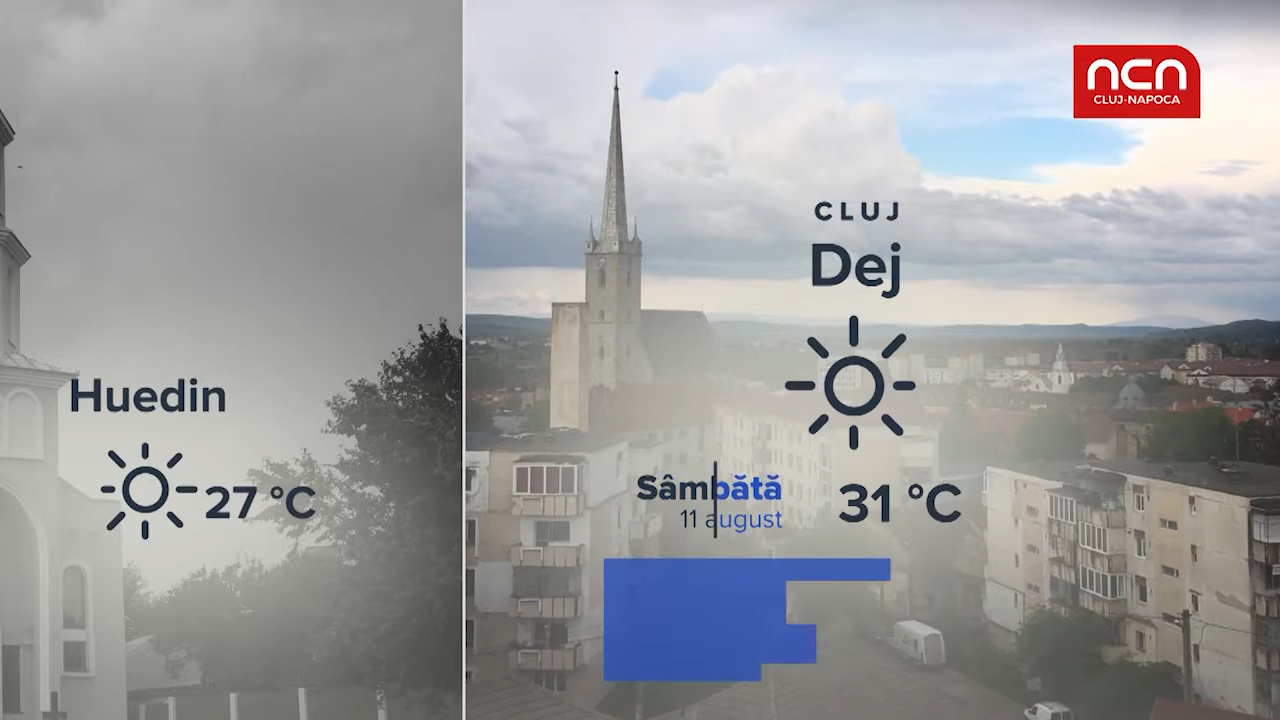 ncn
CLUJ-NAPOCA
Huedin
27 °C
CLUJ
Dej
Sâmbătă
11 august
31 °C